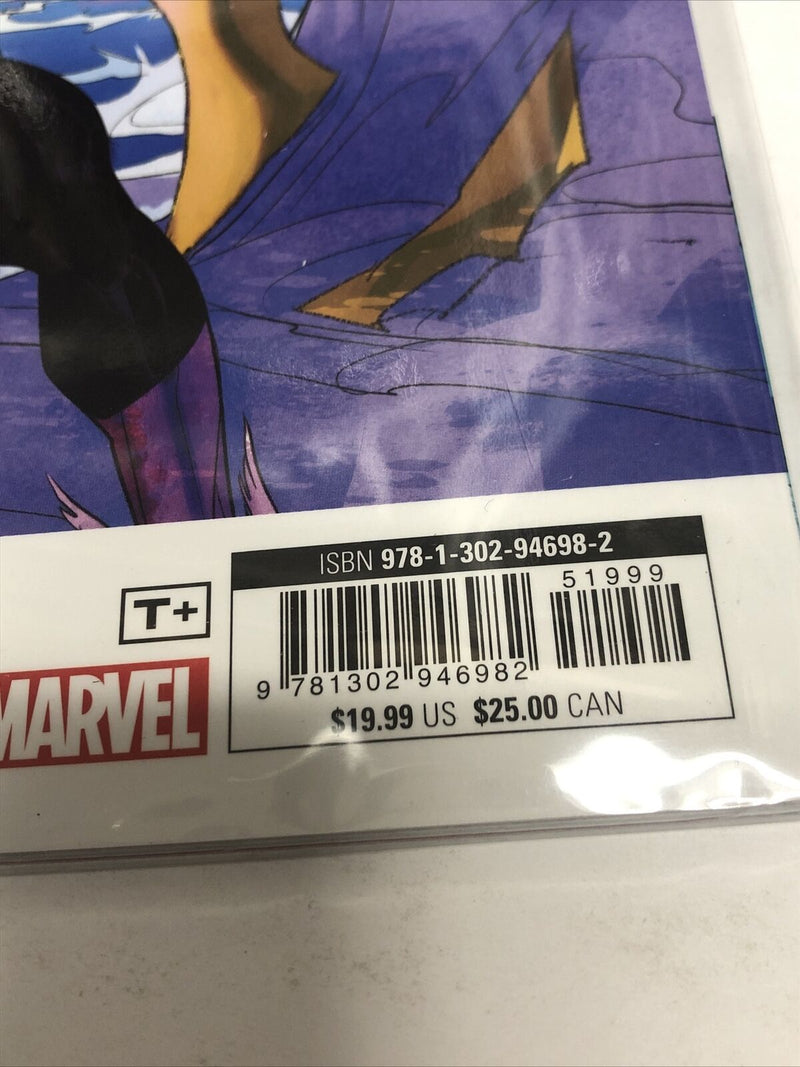 ISBN 978-1-302-94698-2
51999
T+
9 781302 946982
MARVEL
$19.99 US $25.00 CAN